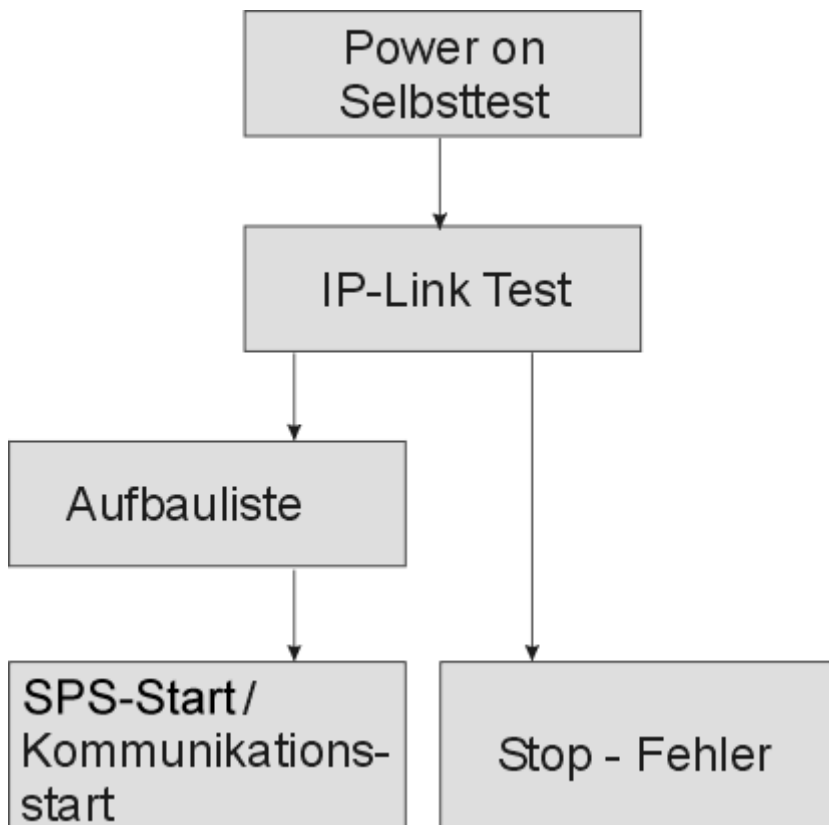 Power on
Selbsttest
IP-Link Test
Aufbauliste
SPS-Start /
Kommunikations-
start
Stop - Fehler